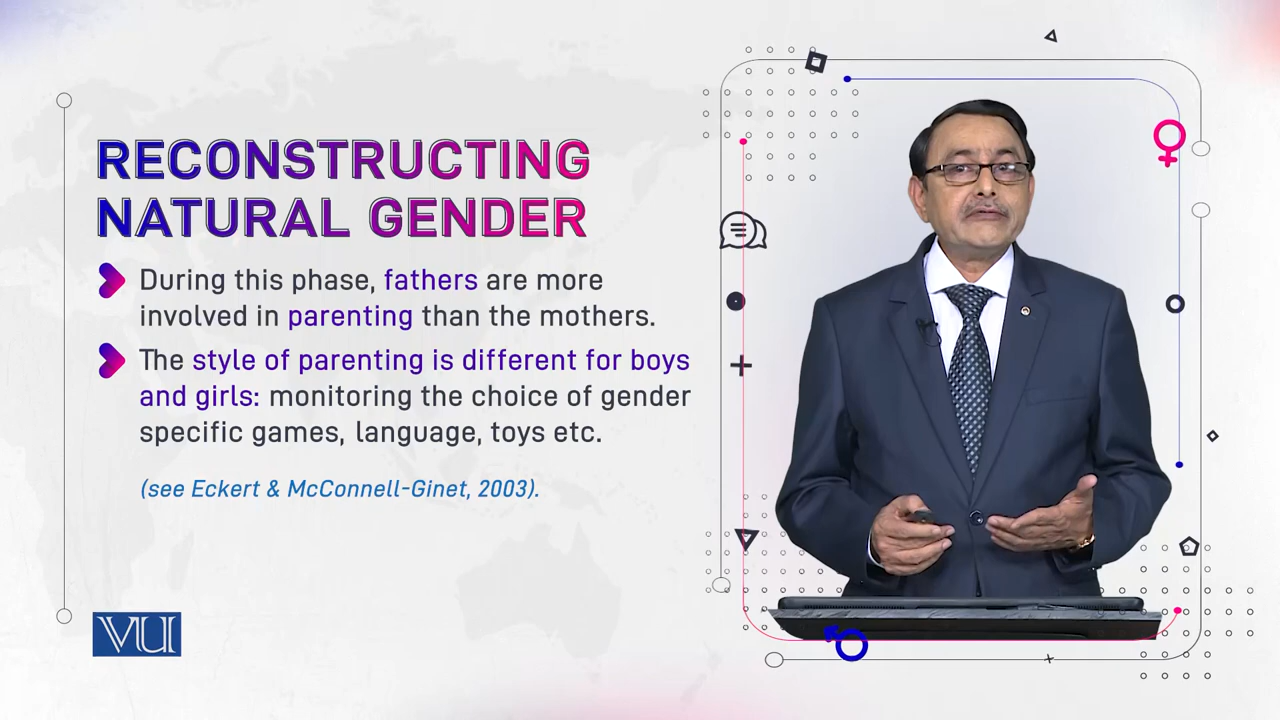 RECONSTRUCTING
NATURAL GENDER
During this phase, fathers are more
involved in parenting than the mothers.
The style of parenting is different for boys
and girls: monitoring the choice of gender
specific games, language, toys etc.
(see Eckert & McConnell-Ginet, 2003).
VU